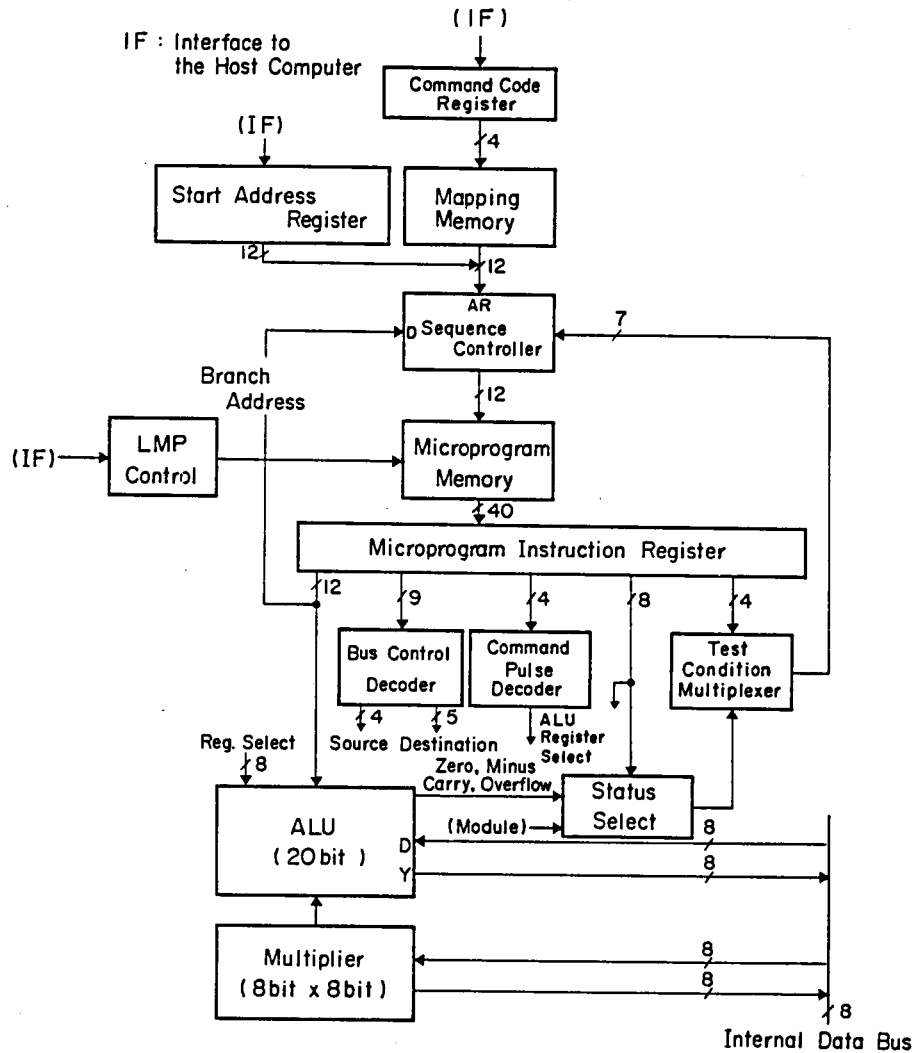 (IF)
IF : Interface to
the Host Computer
Command Code
Register
(IF)
4
Start Address
Register
Mapping
Memory
12
12
AR
D Sequence
Controller
7
Branch
Address
12
(IF)
LMP
Control
Microprogram
Memory
40
Microprogram Instruction Register
12
9
4
8
4
Bus Control
Decoder
Command
Pulse
Decoder
Test
Condition
Multiplexer
4
5
Source Destination
ALU
Register
Select
Reg. Select
8
Zero, Minus
Carry, Overflow
Status
Select
(Module)
ALU
(20bit)
D
Y
8
8
Multiplier
(8bit x 8bit)
8
8
8
Internal Data Bus